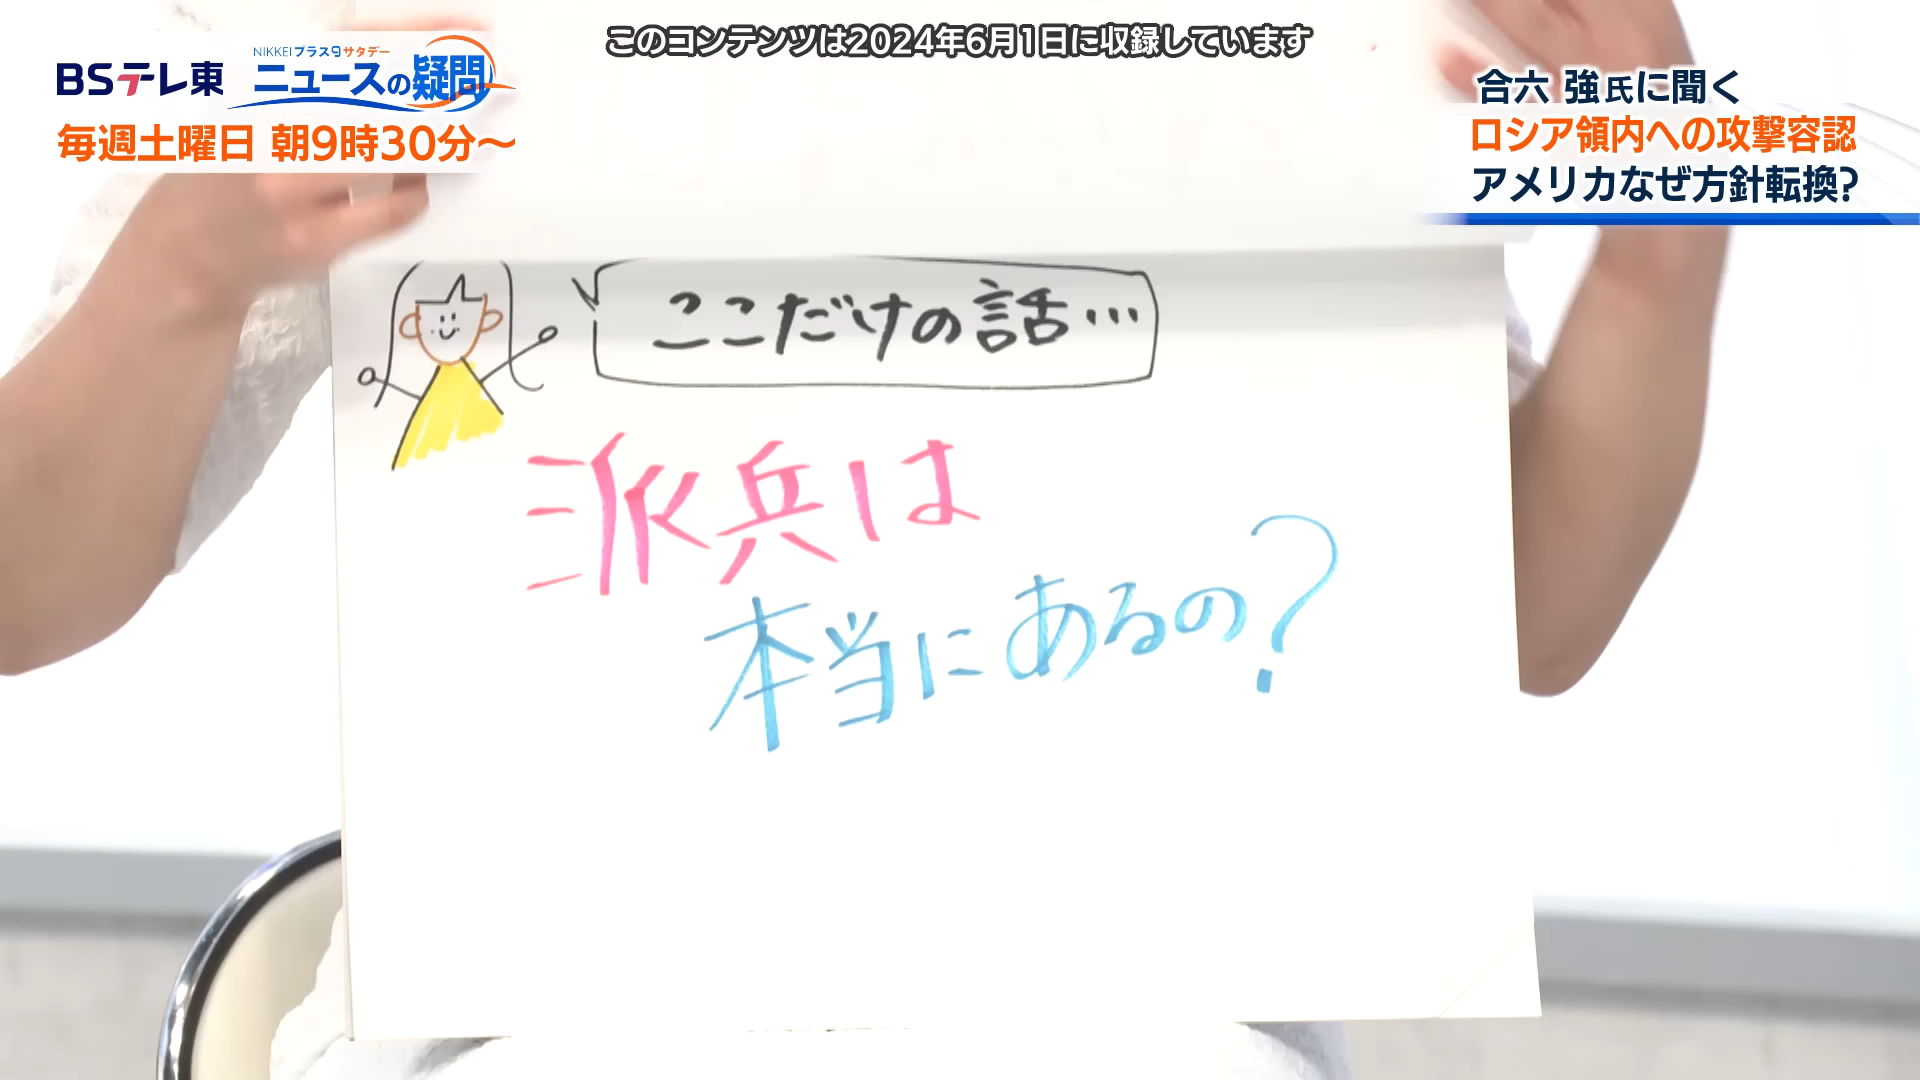 このコンテンツは2024年6月1日に収録しています
BSテレ東
NIKKEIプラス9サタデー
ニュースの疑問
毎週土曜日 朝9時30分～
合六 強氏に聞く
ロシア領内への攻撃容認
アメリカなぜ方針転換?
ここだけの話…
派兵は
本当にあるの?